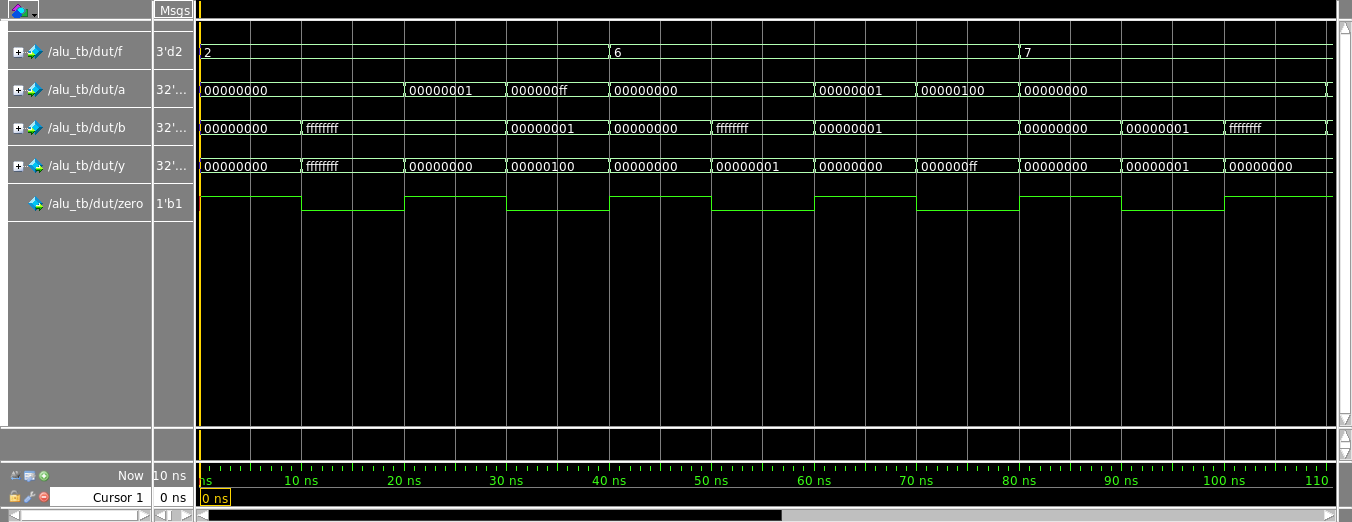 Msgs
/alu_tb/dut/f 3'd2 2 6 7
/alu_tb/dut/a 32'... 00000000 00000001 000000ff 00000000 00000001 00000100 00000000
/alu_tb/dut/b 32'... 00000000 ffffffff 00000001 00000000 ffffffff 00000001 00000000 00000001 ffffffff
/alu_tb/dut/y 32'... 00000000 ffffffff 00000000 00000100 00000000 00000001 00000000 000000ff 00000000 00000001 00000000
/alu_tb/dut/zero 1'b1
Now 10 ns ns 10 ns 20 ns 30 ns 40 ns 50 ns 60 ns 70 ns 80 ns 90 ns 100 ns 110
Cursor 1 0 ns 0 ns